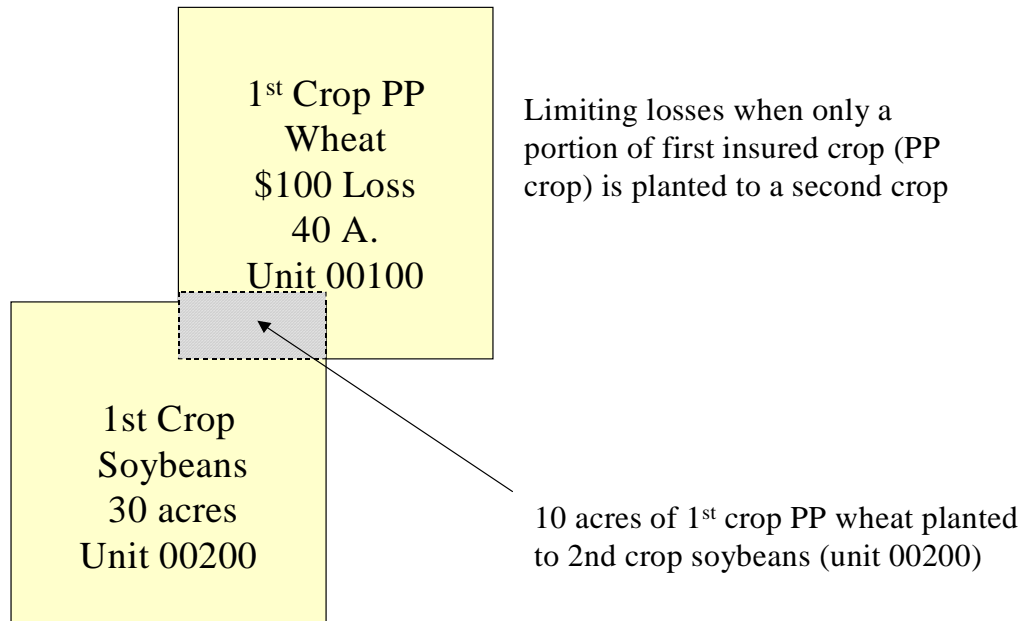 1st Crop PP
Wheat
$100 Loss
40 A.
Unit 00100
Limiting losses when only a
portion of first insured crop (PP
crop) is planted to a second crop
1st Crop
Soybeans
30 acres
Unit 00200
10 acres of 1st crop PP wheat planted
to 2nd crop soybeans (unit 00200)